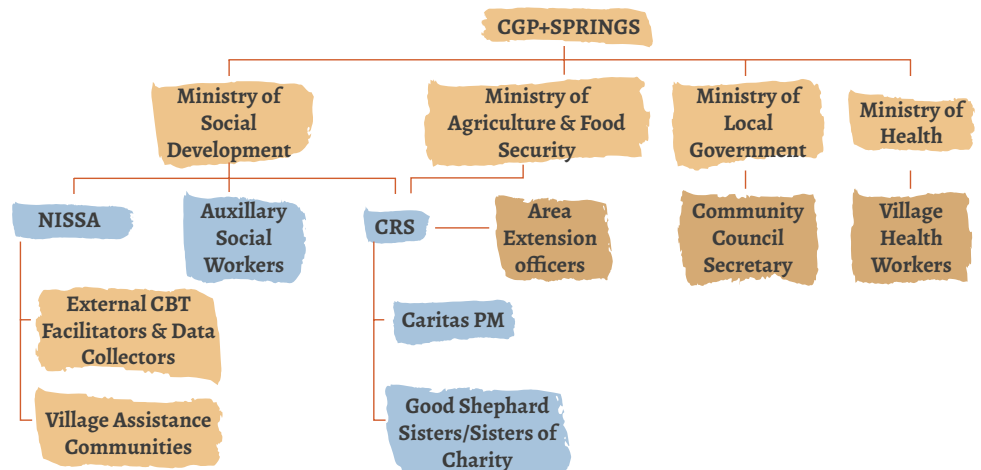 CGP+SPRINGS
Ministry of
Social
Development
Ministry of
Agriculture & Food
Security
Ministry of
Local
Government
Ministry of
Health
NISSA
Auxillary
Social
Workers
CRS
Area
Extension
officers
Community
Council
Secretary
Village
Health
Workers
External CBT
Facilitators & Data
Collectors
Caritas PM
Village Assistance
Communities
Good Shephard
Sisters/Sisters of
Charity